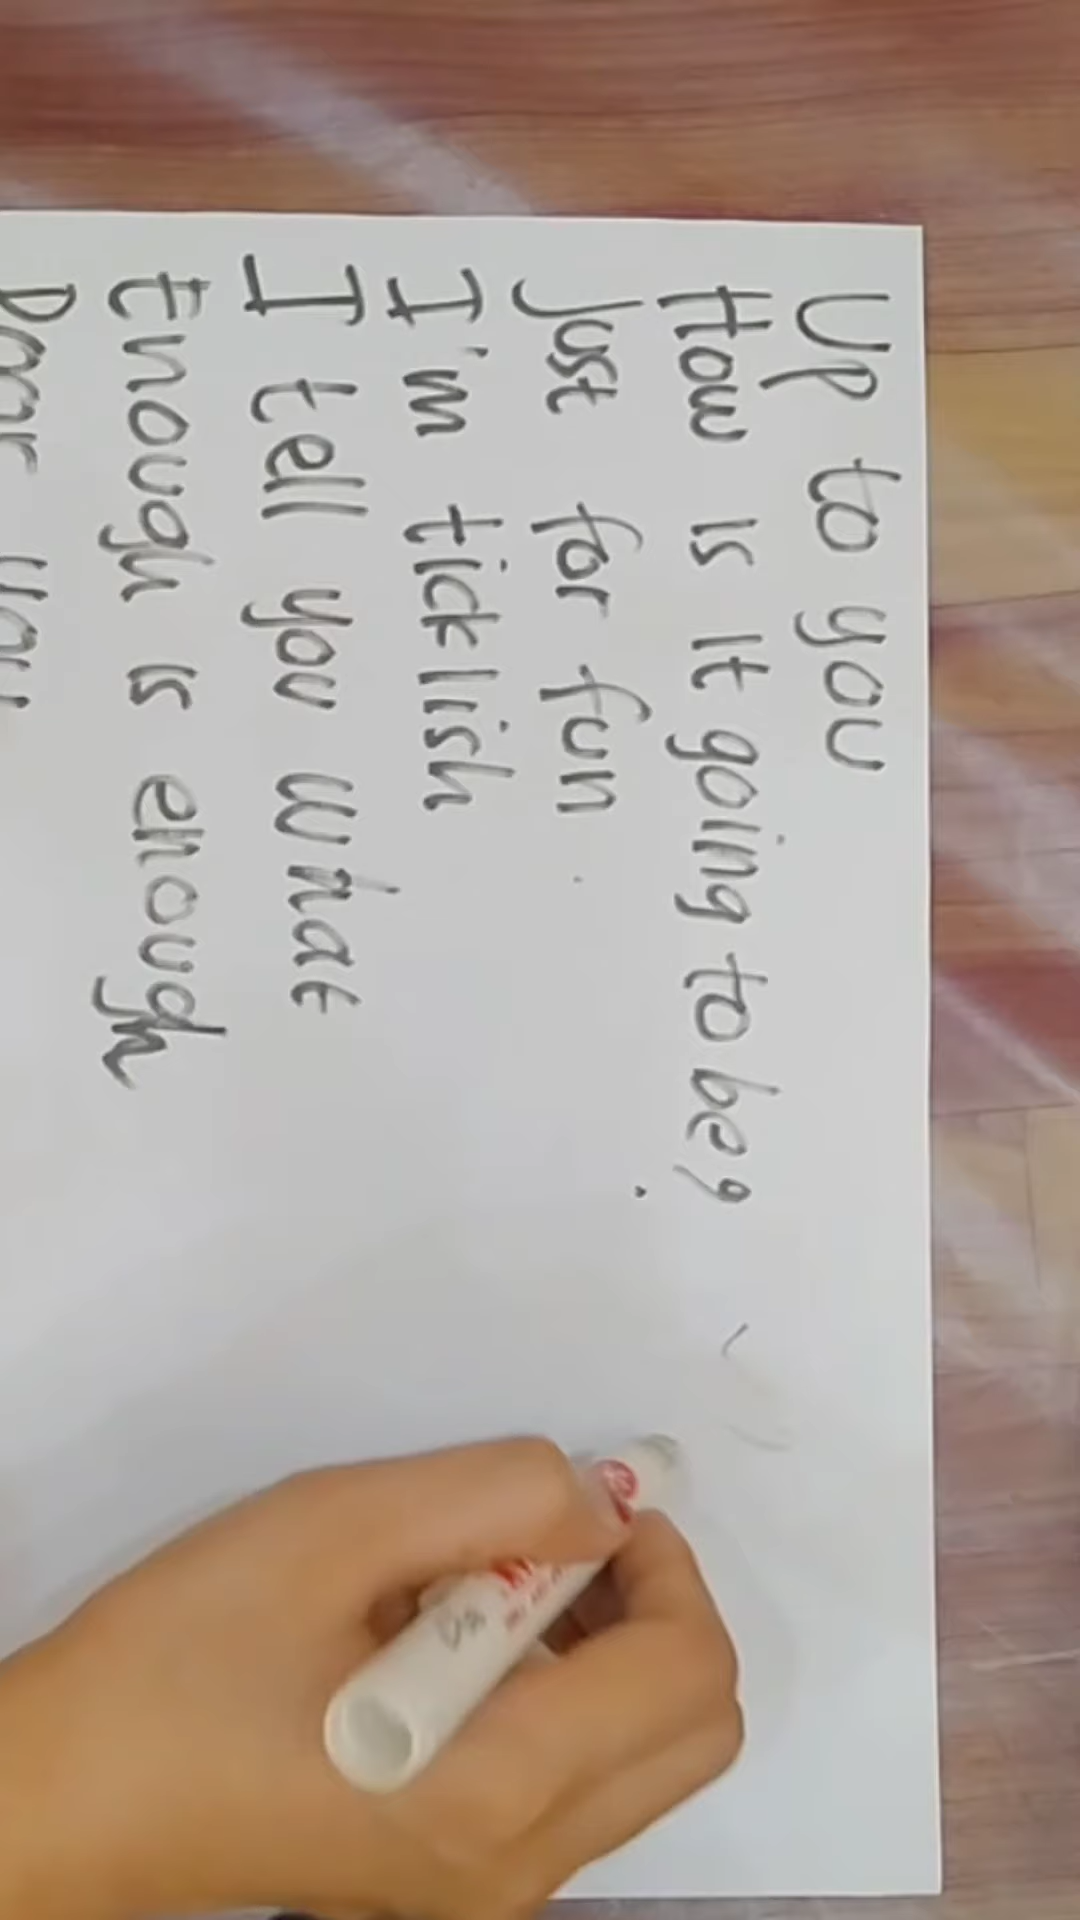 Up to you
How is it going to be?
Just for fun
I'm ticklish
I tell you what
Enough is enough
you